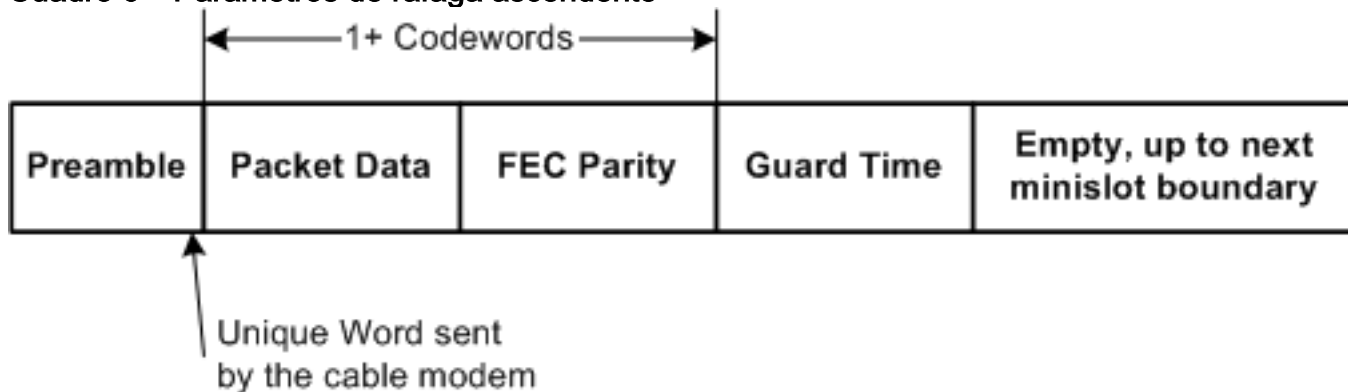 Cuadro 6 – Parámetros de ráfaga ascendente
1+ Codewords
Preamble
Packet Data
FEC Parity
Guard Time
Empty, up to next
minislot boundary
Unique Word sent
by the cable modem